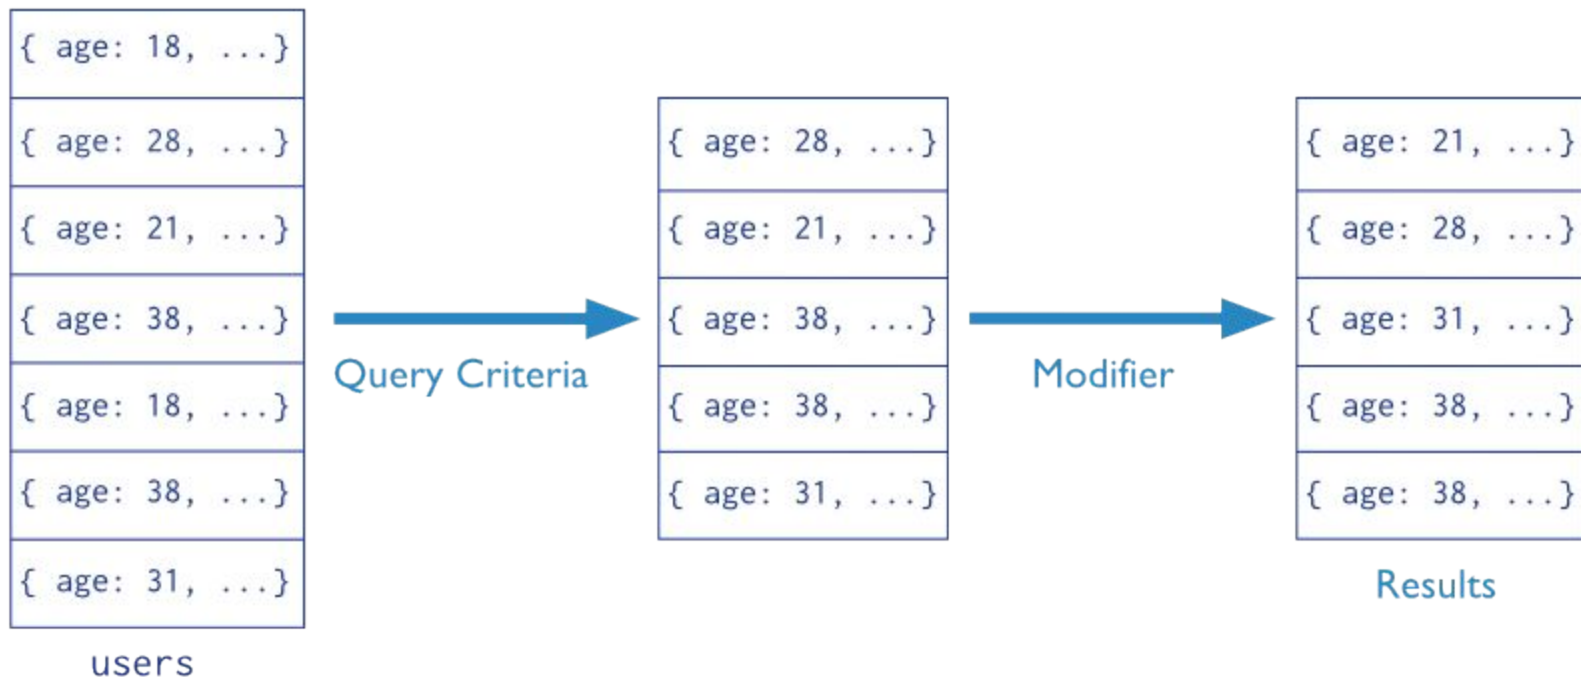 { age: 18, ...}
{ age: 28, ...}
{ age: 21, ...}
{ age: 38, ...}
{ age: 18, ...}
{ age: 38, ...}
{ age: 31, ...}
users
Query Criteria
{ age: 28, ...}
{ age: 21, ...}
{ age: 38, ...}
{ age: 38, ...}
{ age: 31, ...}
Modifier
{ age: 21, ...}
{ age: 28, ...}
{ age: 31, ...}
{ age: 38, ...}
{ age: 38, ...}
Results